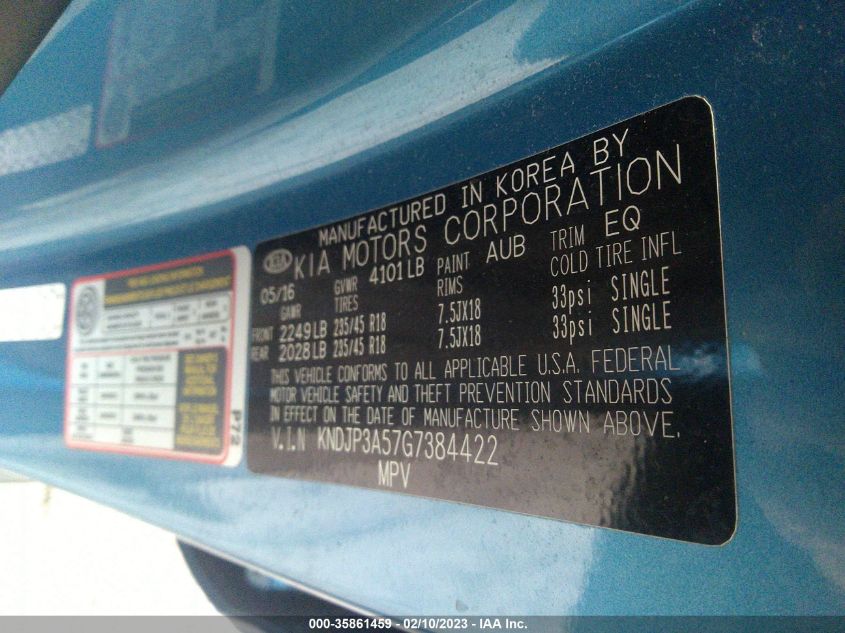 MANUFACTURED IN KOREA BY
KIA KIA MOTORS CORPORATION
05/16 GVWR 4101 LB PAINT AUB TRIM EQ
GAWR TIRES RIMS COLD TIRE INFL
FRONT 2249 LB 235/45 R18 7.5JX18 33psi SINGLE
REAR 2028 LB 235/45 R18 7.5JX18 33psi SINGLE
THIS VEHICLE CONFORMS TO ALL APPLICABLE U.S.A. FEDERAL
MOTOR VEHICLE SAFETY AND THEFT PREVENTION STANDARDS
IN EFFECT ON THE DATE OF MANUFACTURE SHOWN ABOVE.
V.I.N KNDJP3A57G7384422
MPV
P72
000-35861459 - 02/10/2023 - IAA Inc.